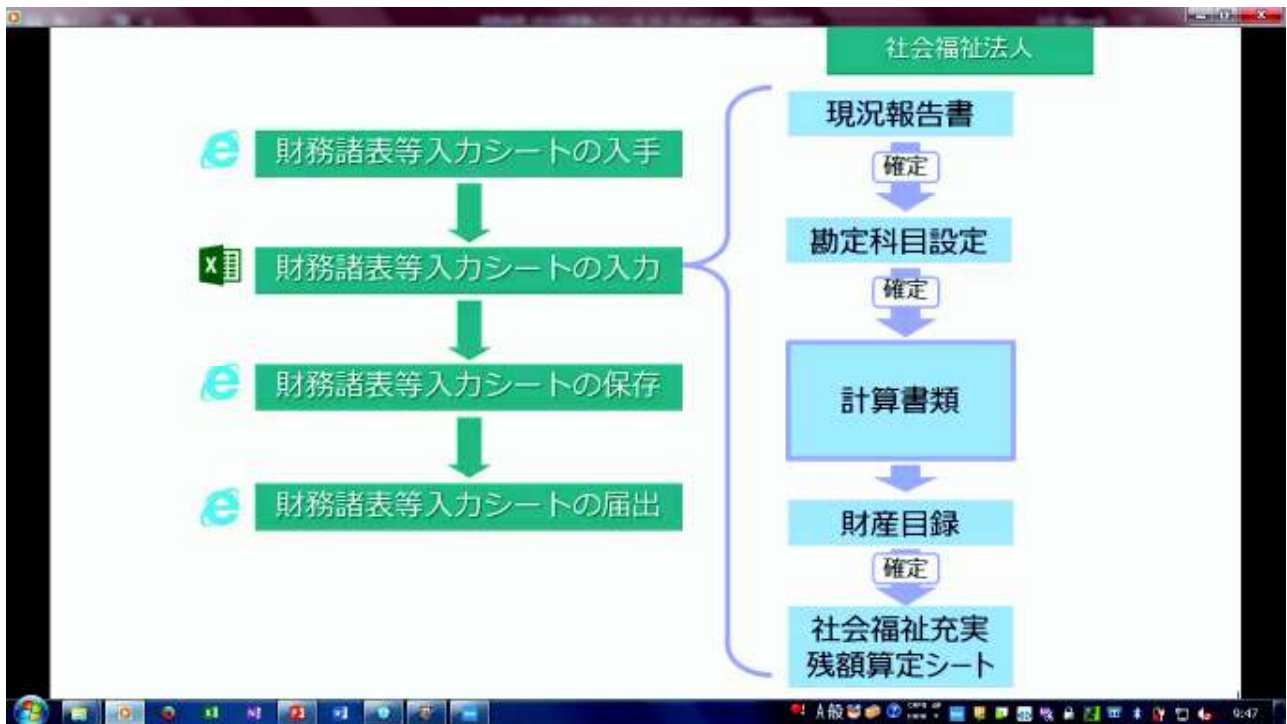 社会福祉法人
財務諸表等入力シートの入手
財務諸表等入力シートの入力
財務諸表等入力シートの保存
財務諸表等入力シートの届出
現況報告書
確定
勘定科目設定
確定
計算書類
財産目録
確定
社会福祉充実
残額算定シート
A 般
9:47